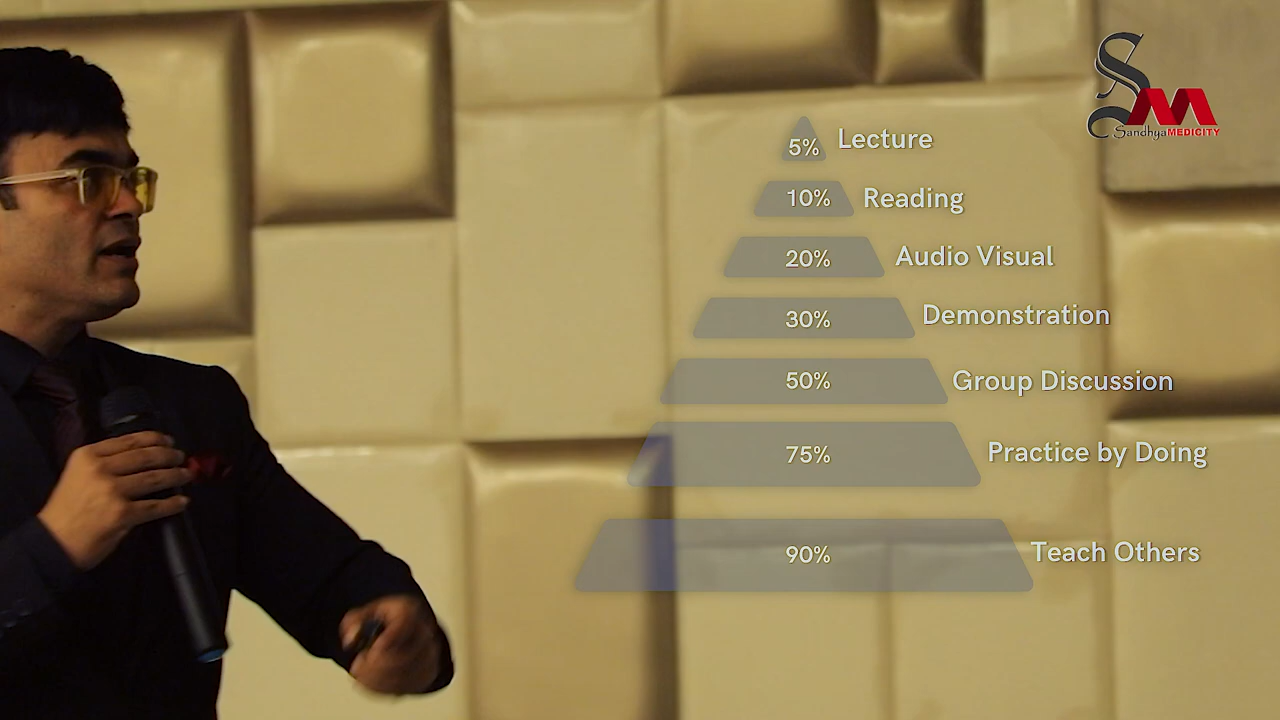 SM
Sandhya MEDICITY
5% Lecture
10% Reading
20% Audio Visual
30% Demonstration
50% Group Discussion
75% Practice by Doing
90% Teach Others